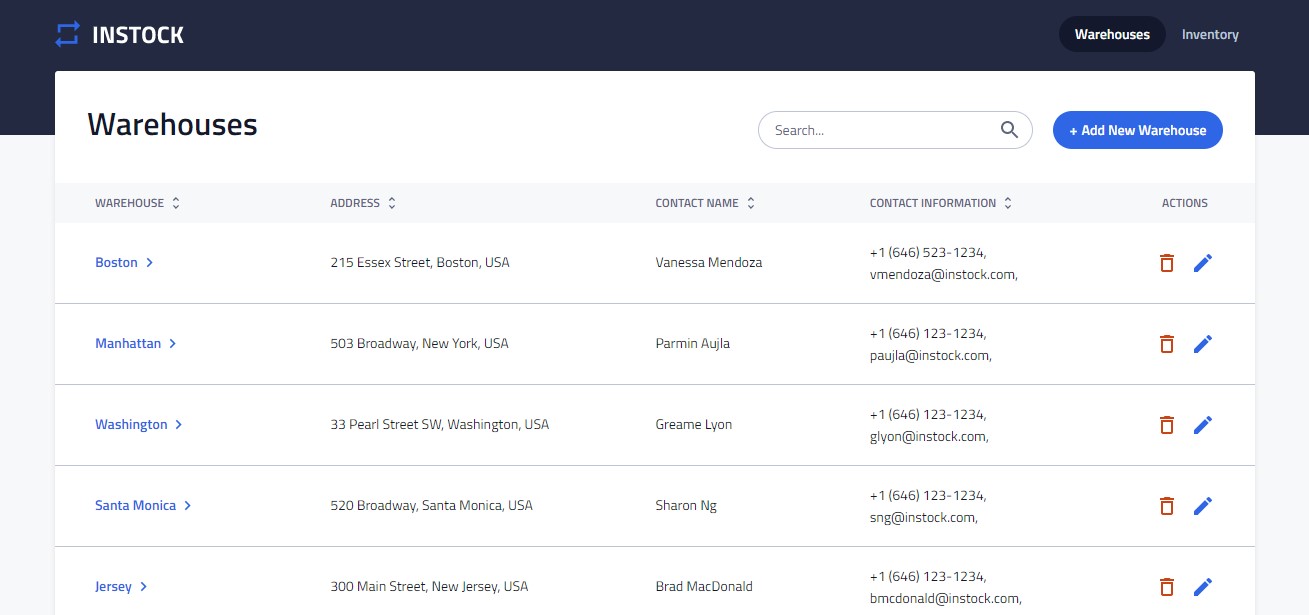 INSTOCK
Warehouses
Inventory
Warehouses
Search...
+ Add New Warehouse
WAREHOUSE
ADDRESS
CONTACT NAME
CONTACT INFORMATION
ACTIONS
Boston
215 Essex Street, Boston, USA
Vanessa Mendoza
+1 (646) 523-1234,
vmendoza@instock.com,
Manhattan
503 Broadway, New York, USA
Parmin Aujla
+1 (646) 123-1234,
paujla@instock.com,
Washington
33 Pearl Street SW, Washington, USA
Greame Lyon
+1 (646) 123-1234,
glyon@instock.com,
Santa Monica
520 Broadway, Santa Monica, USA
Sharon Ng
+1 (646) 123-1234,
sng@instock.com,
Jersey
300 Main Street, New Jersey, USA
Brad MacDonald
+1 (646) 123-1234,
bmcdonald@instock.com,